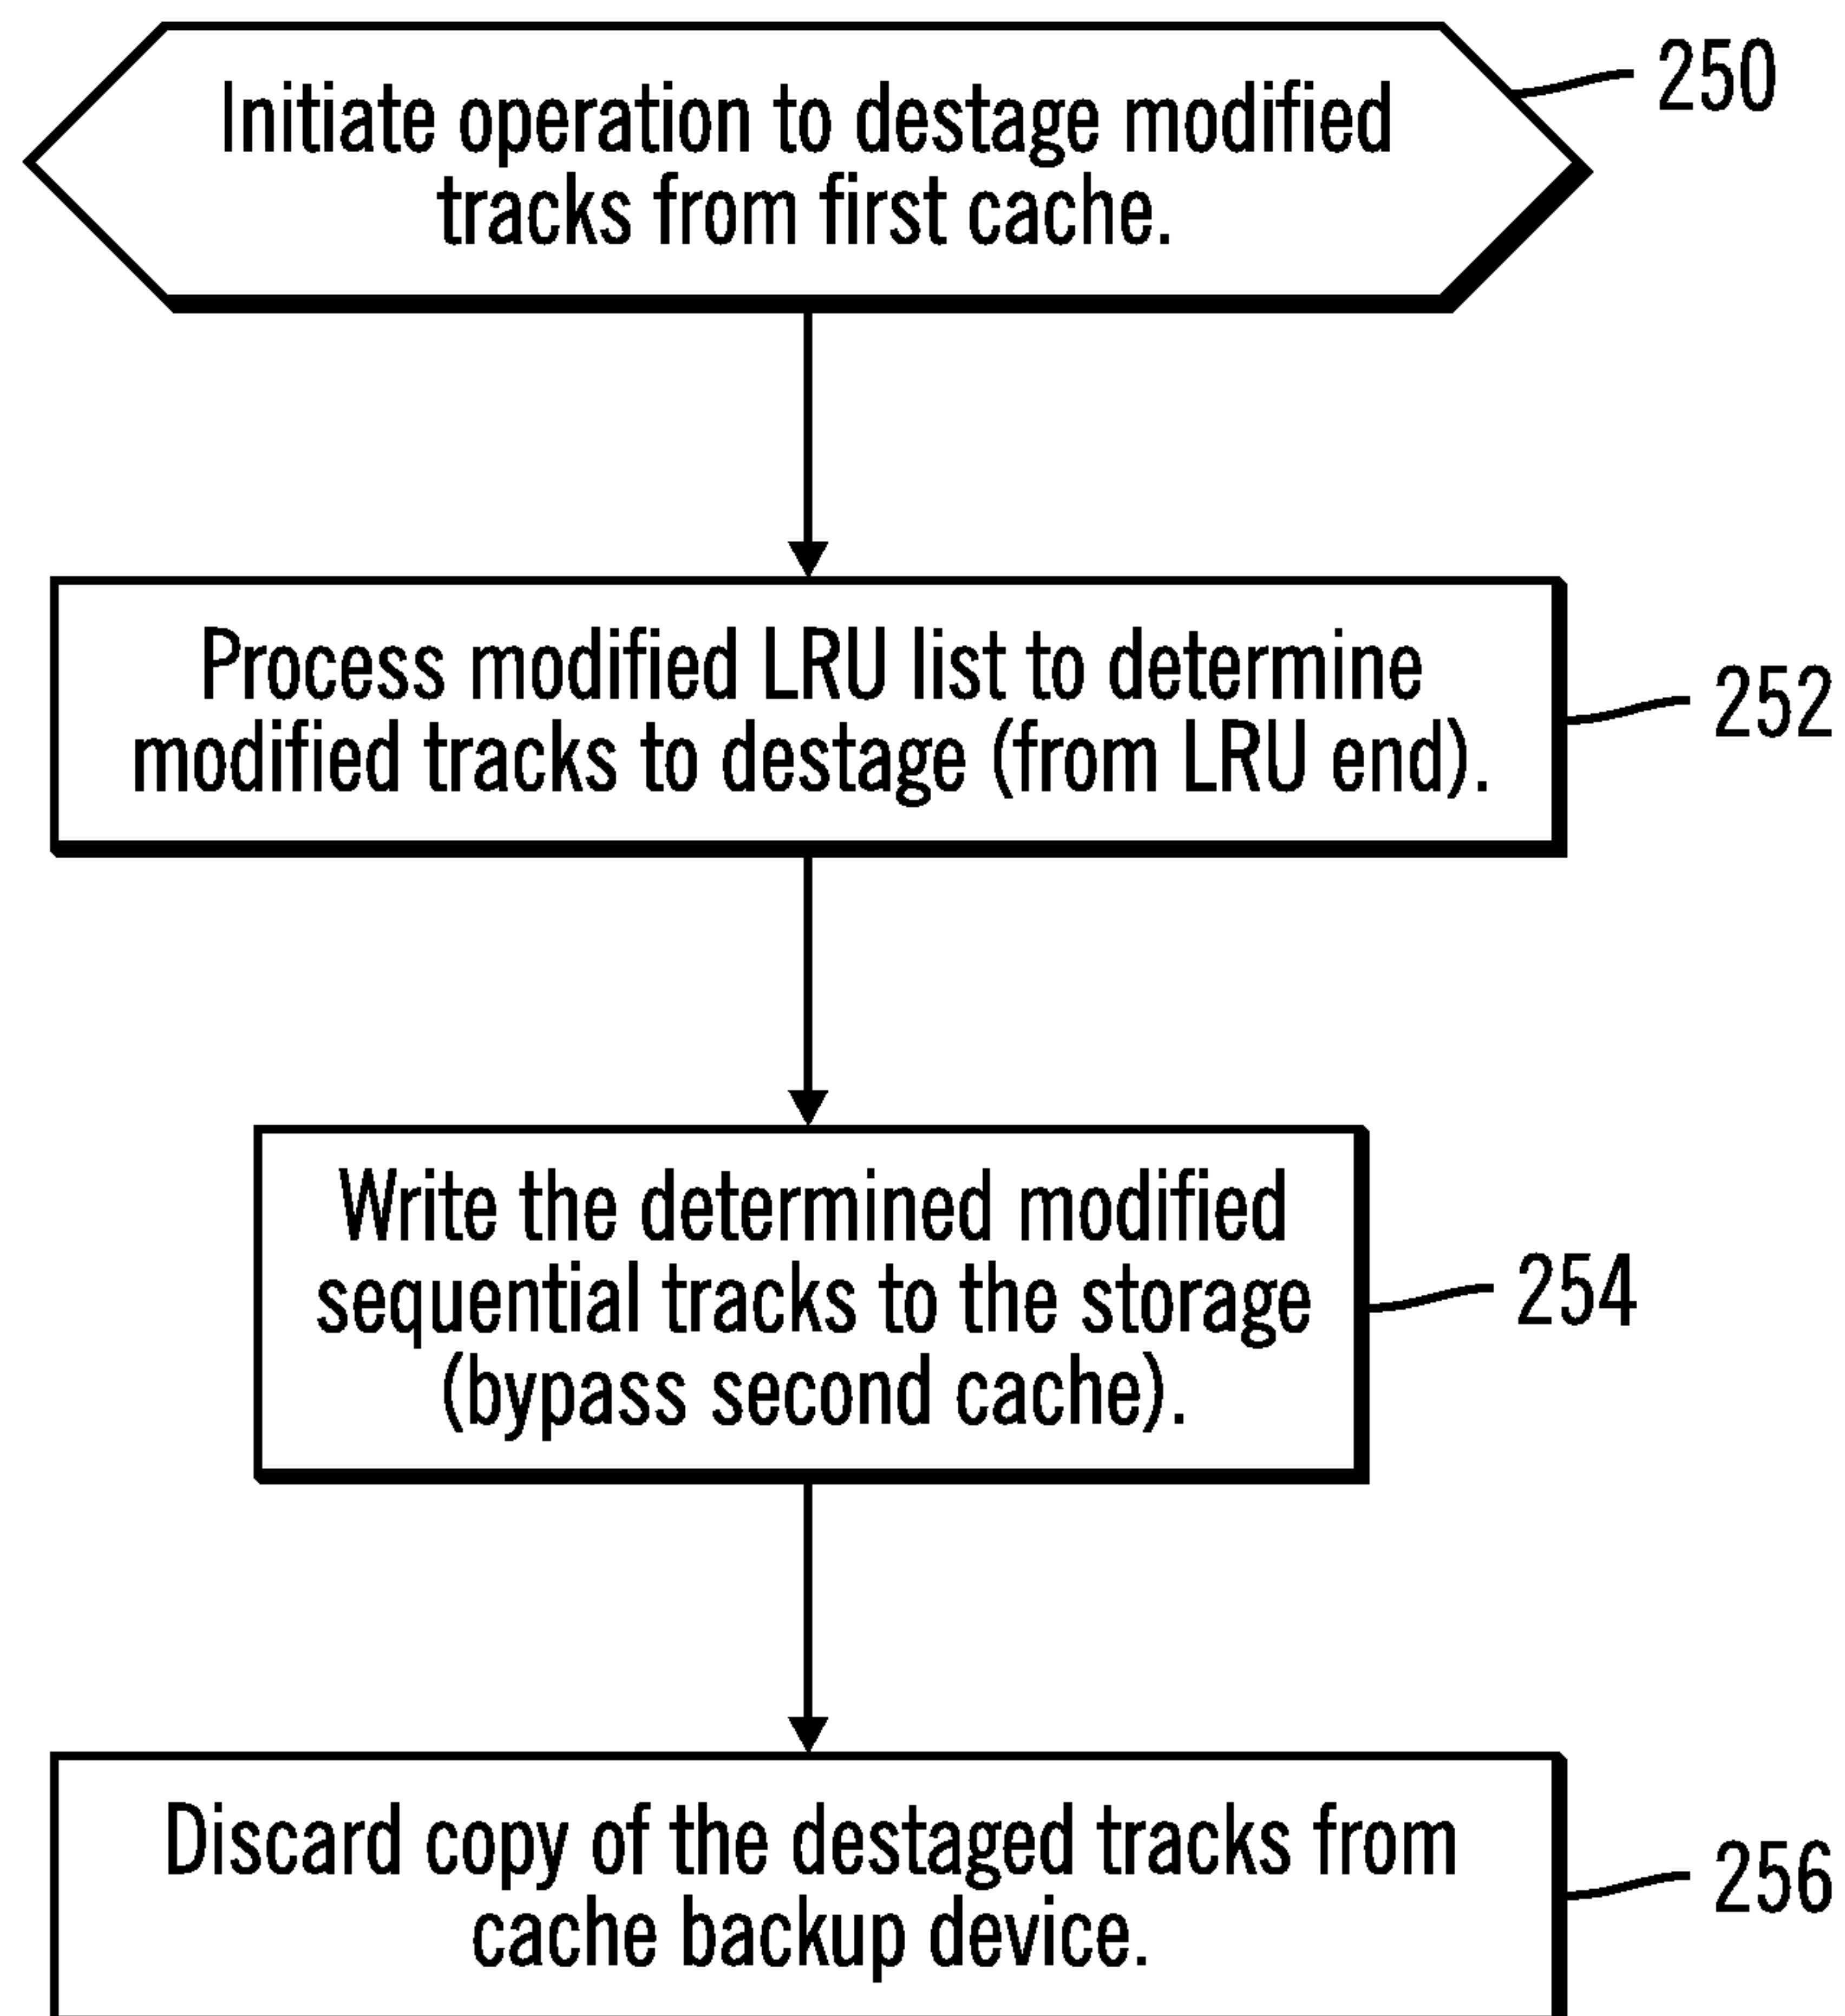 Initiate operation to destage modified
tracks from first cache.
250
Process modified LRU list to determine
modified tracks to destage (from LRU end).
252
Write the determined modified
sequential tracks to the storage
(bypass second cache).
254
Discard copy of the destaged tracks from
cache backup device.
256